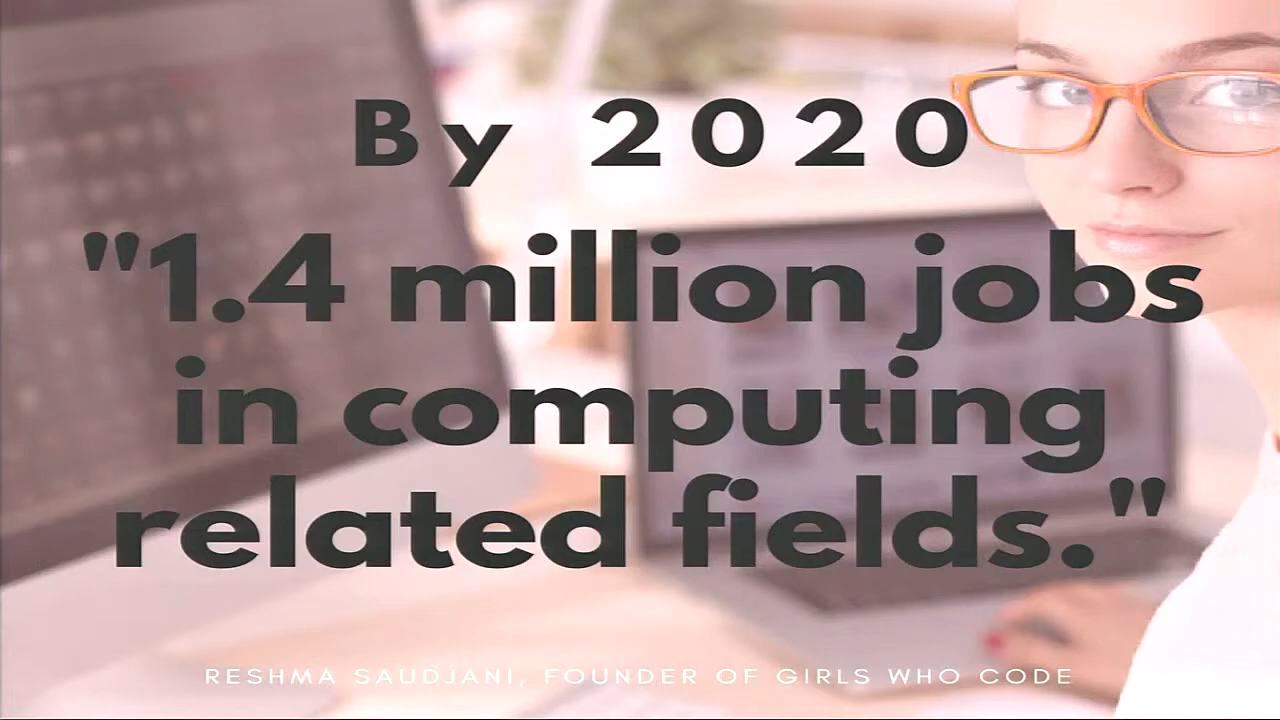 By 2020
"1.4 million jobs
in computing
related fields."
RESHMA SAUDJANI, FOUNDER OF GIRLS WHO CODE